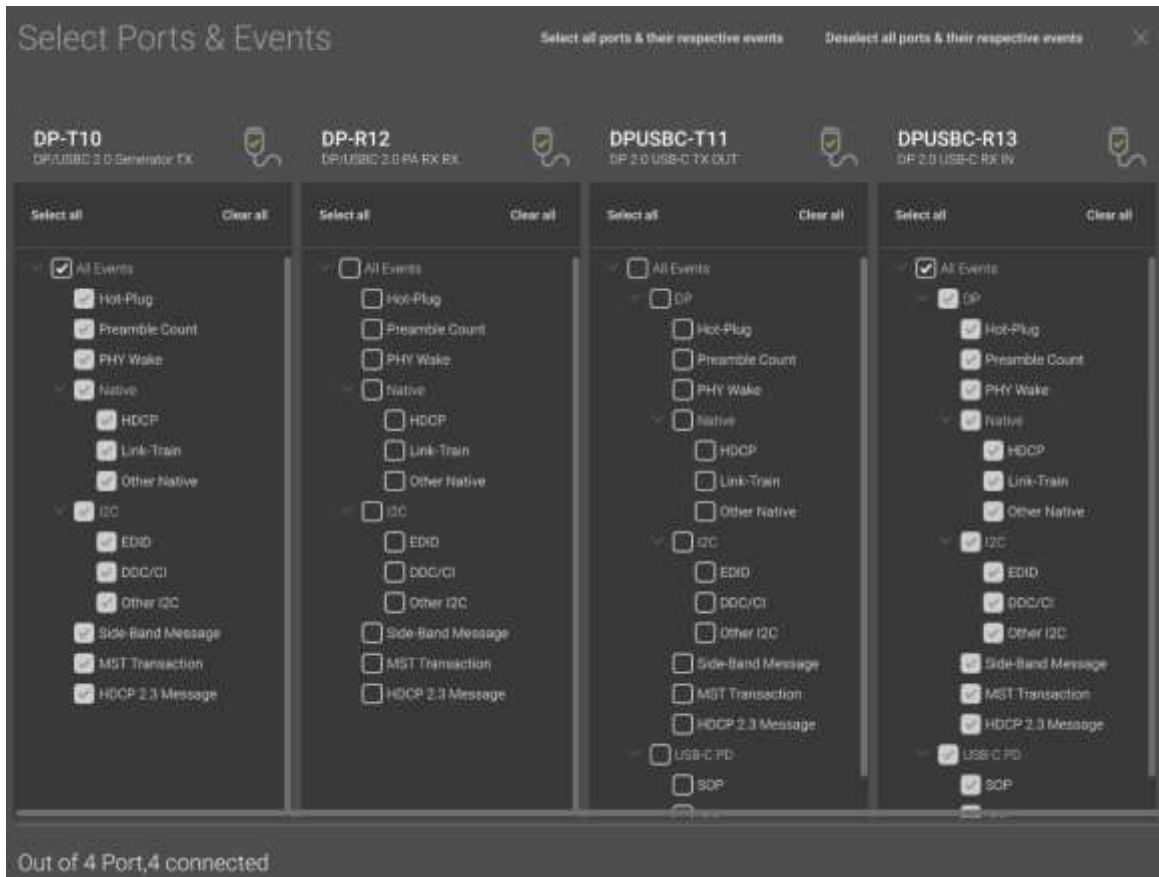 Select Ports & Events
Select all ports & their respective events
Deselect all ports & their respective events
DP-T10
DP/USBC 2.0 Generator TX
Select all
Clear all
All Events
Hot-Plug
Preamble Count
PHY Wake
Native
HDCP
Link-Train
Other Native
I2C
EDID
DDC/CI
Other I2C
Side-Band Message
MST Transaction
HDCP 2.3 Message
DP-R12
DP/USBC 2.0 PA RX RX
Select all
Clear all
All Events
Hot-Plug
Preamble Count
PHY Wake
Native
HDCP
Link-Train
Other Native
I2C
EDID
DDC/CI
Other I2C
Side-Band Message
MST Transaction
HDCP 2.3 Message
DPUSBC-T11
DP 2.0 USB-C TX OUT
Select all
Clear all
All Events
DP
Hot-Plug
Preamble Count
PHY Wake
Native
HDCP
Link-Train
Other Native
I2C
EDID
DDC/CI
Other I2C
Side-Band Message
MST Transaction
HDCP 2.3 Message
USB-C PD
SOP
DPUSBC-R13
DP 2.0 USB-C RX IN
Select all
Clear all
All Events
DP
Hot-Plug
Preamble Count
PHY Wake
Native
HDCP
Link-Train
Other Native
I2C
EDID
DDC/CI
Other I2C
Side-Band Message
MST Transaction
HDCP 2.3 Message
USB-C PD
SOP
Out of 4 Port,4 connected